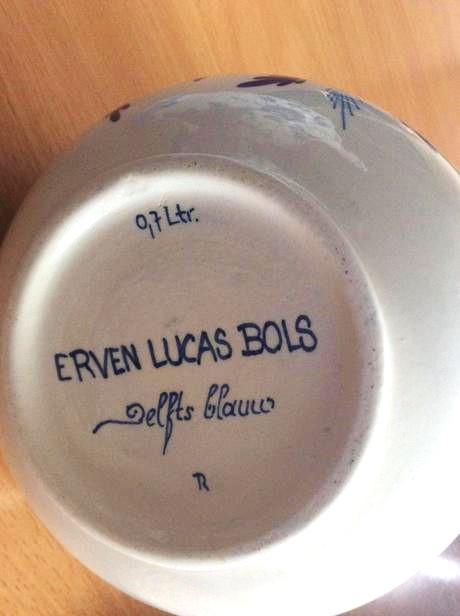 0,7 Ltr.
ERVEN LUCAS BOLS
Delfts blauw
R